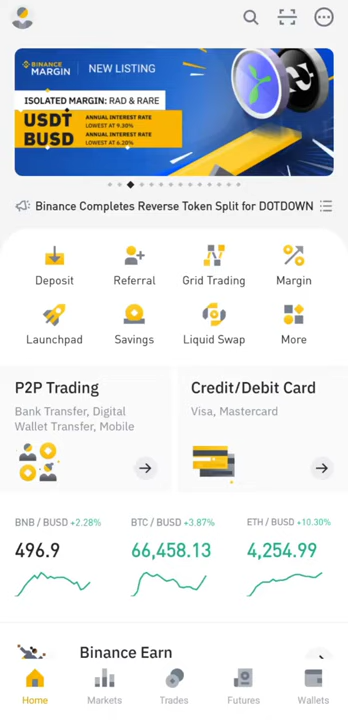 BINANCE
MARGIN
NEW LISTING
ISOLATED MARGIN: RAD & RARE
USDT
ANNUAL INTEREST RATE
LOWEST AT 9.30%
BUSD
ANNUAL INTEREST RATE
LOWEST AT 6.20%
Binance Completes Reverse Token Split for DOTDOWN
Deposit
Referral
Grid Trading
Margin
Launchpad
Savings
Liquid Swap
More
P2P Trading
Bank Transfer, Digital
Wallet Transfer, Mobile
Credit/Debit Card
Visa, Mastercard
BNB / BUSD +2.28%
496.9
BTC / BUSD +3.87%
66,458.13
ETH / BUSD +10.30%
4,254.99
Binance Earn
Home
Markets
Trades
Futures
Wallets